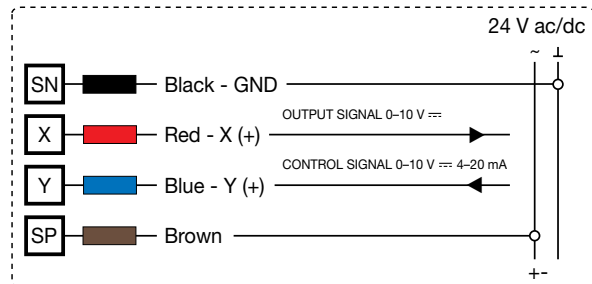 24 V ac/dc
~ ⊥
SN Black - GND
X Red - X (+) OUTPUT SIGNAL 0–10 V ⎓
Y Blue - Y (+) CONTROL SIGNAL 0–10 V ⎓ 4–20 mA
SP Brown
+-